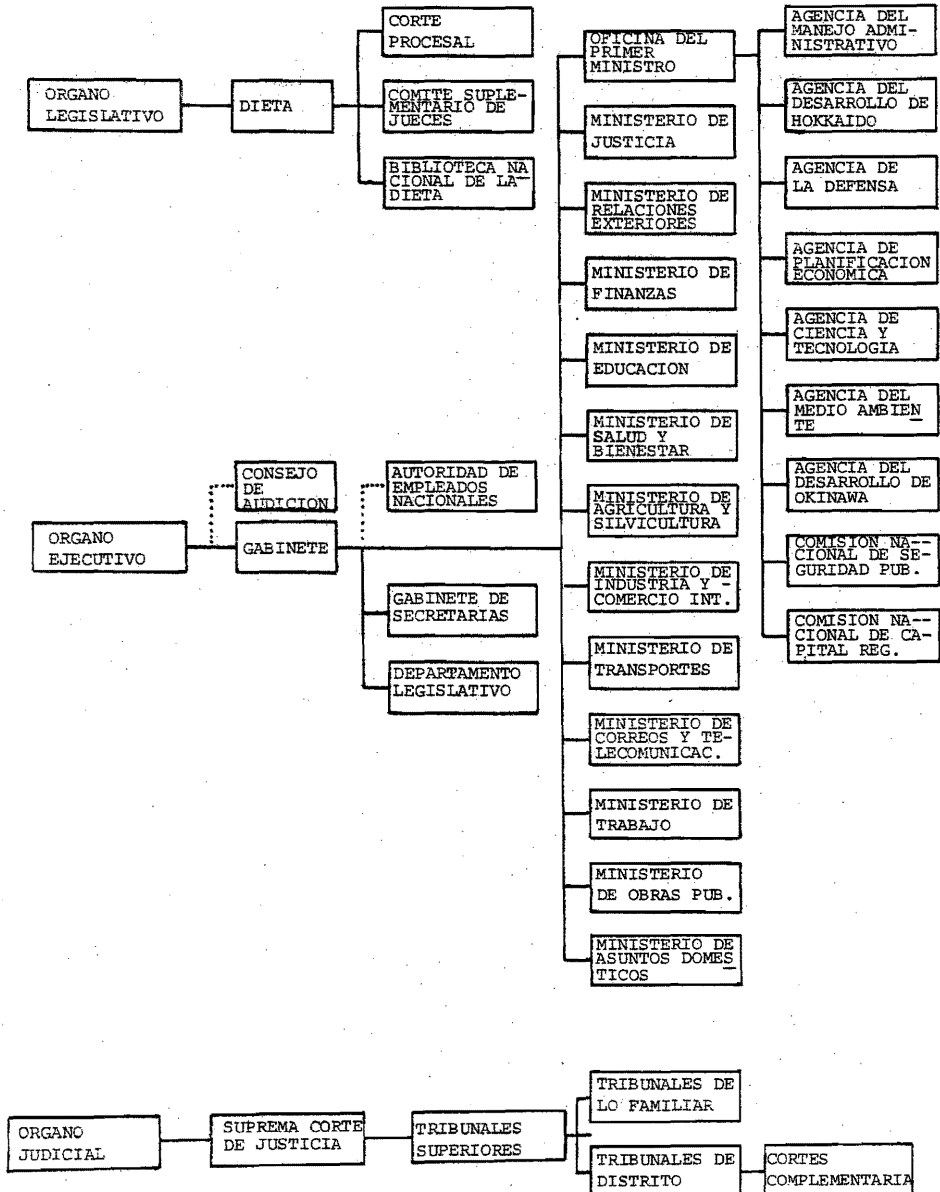 ORGANO
LEGISLATIVO
DIETA
CORTE
PROCESAL
COMITE SUPLE-
MENTARIO DE
JUECES
BIBLIOTECA NA
CIONAL DE LA
DIETA
ORGANO
EJECUTIVO
CONSEJO
DE
AUDICION
GABINETE
AUTORIDAD DE
EMPLEADOS
NACIONALES
GABINETE DE
SECRETARIAS
DEPARTAMENTO
LEGISLATIVO
OFICINA DEL
PRIMER
MINISTRO
MINISTERIO DE
JUSTICIA
MINISTERIO DE
RELACIONES
EXTERIORES
MINISTERIO DE
FINANZAS
MINISTERIO DE
EDUCACION
MINISTERIO DE
SALUD Y
BIENESTAR
MINISTERIO DE
AGRICULTURA Y
SILVICULTURA
MINISTERIO DE
INDUSTRIA Y -
COMERCIO INT.
MINISTERIO DE
TRANSPORTES
MINISTERIO DE
CORREOS Y TE-
LECOMUNICAC.
MINISTERIO DE
TRABAJO
MINISTERIO
DE OBRAS PUB.
MINISTERIO DE
ASUNTOS DOMES
TICOS
AGENCIA DEL
MANEJO ADMI-
NISTRATIVO
AGENCIA DEL
DESARROLLO DE
HOKKAIDO
AGENCIA DE
LA DEFENSA
AGENCIA DE
PLANIFICACION
ECONOMICA
AGENCIA DE
CIENCIA Y
TECNOLOGIA
AGENCIA DEL
MEDIO AMBIEN
TE
AGENCIA DEL
DESARROLLO DE
OKINAWA
COMISION NA--
CIONAL DE SE-
GURIDAD PUB.
COMISION NA--
CIONAL DE CA-
PITAL REG.
ORGANO
JUDICIAL
SUPREMA CORTE
DE JUSTICIA
TRIBUNALES
SUPERIORES
TRIBUNALES DE
LO FAMILIAR
TRIBUNALES DE
DISTRITO
CORTES
COMPLEMENTARIA